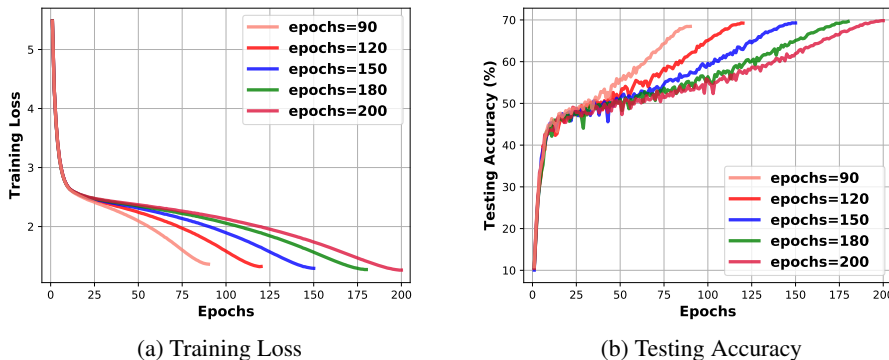 5
4
3
2
Training Loss
0 25 50 75 100 125 150 175 200
Epochs
epochs=90
epochs=120
epochs=150
epochs=180
epochs=200
(a) Training Loss
70
60
50
40
30
20
10
Testing Accuracy (%)
0 25 50 75 100 125 150 175 200
Epochs
epochs=90
epochs=120
epochs=150
epochs=180
epochs=200
(b) Testing Accuracy